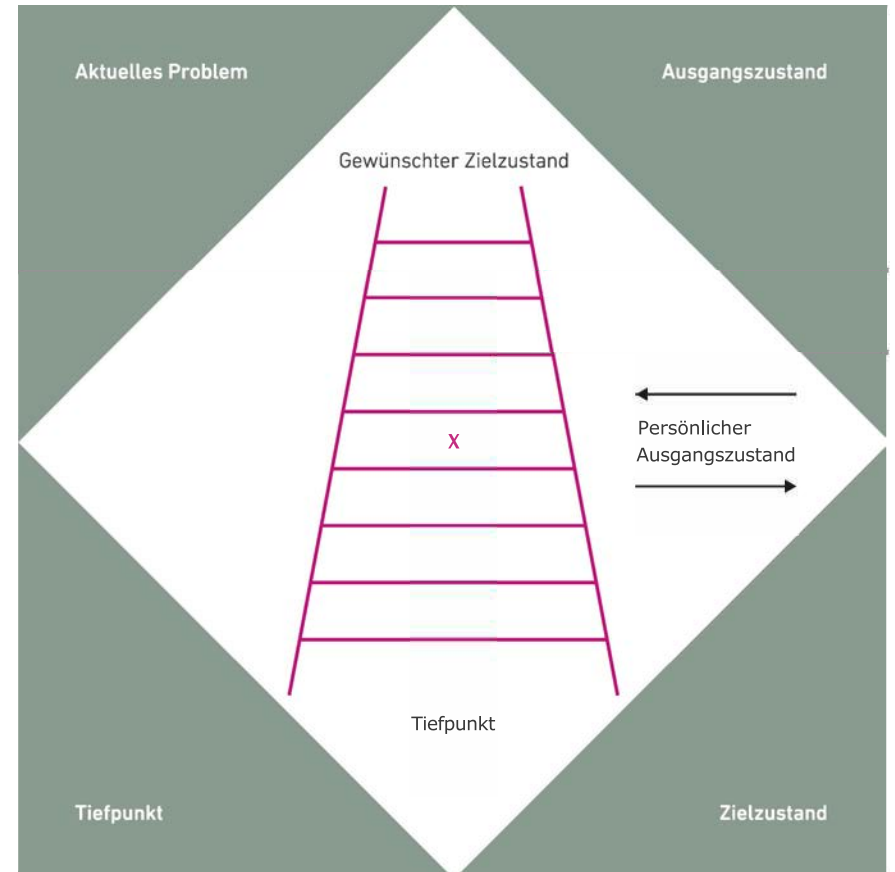 Aktuelles Problem
Ausgangszustand
Gewünschter Zielzustand
X
Persönlicher
Ausgangszustand
Tiefpunkt
Tiefpunkt
Zielzustand